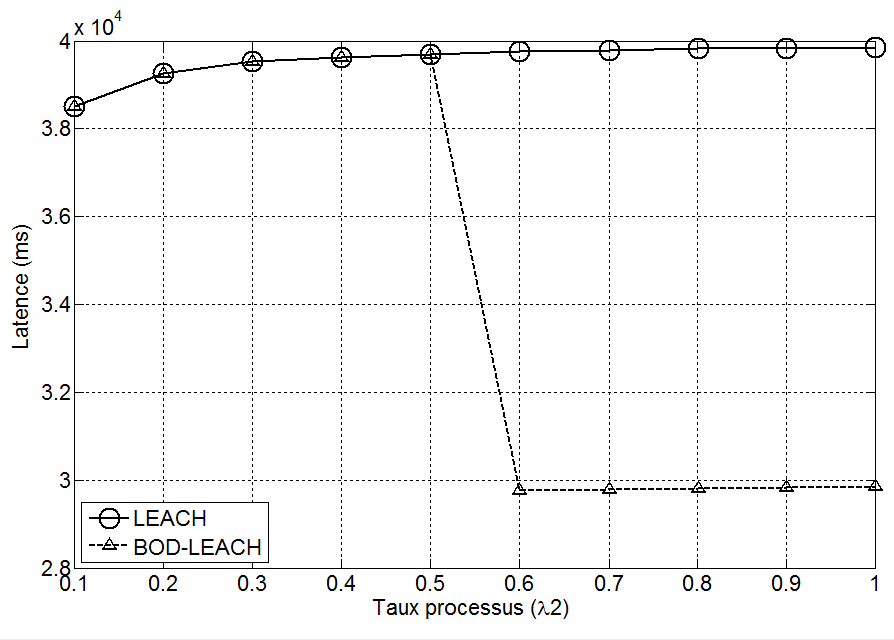 x 10^4
4
3.8
3.6
3.4
3.2
3
2.8
Latence (ms)
LEACH
BOD-LEACH
0.1 0.2 0.3 0.4 0.5 0.6 0.7 0.8 0.9 1
Taux processus (λ2)